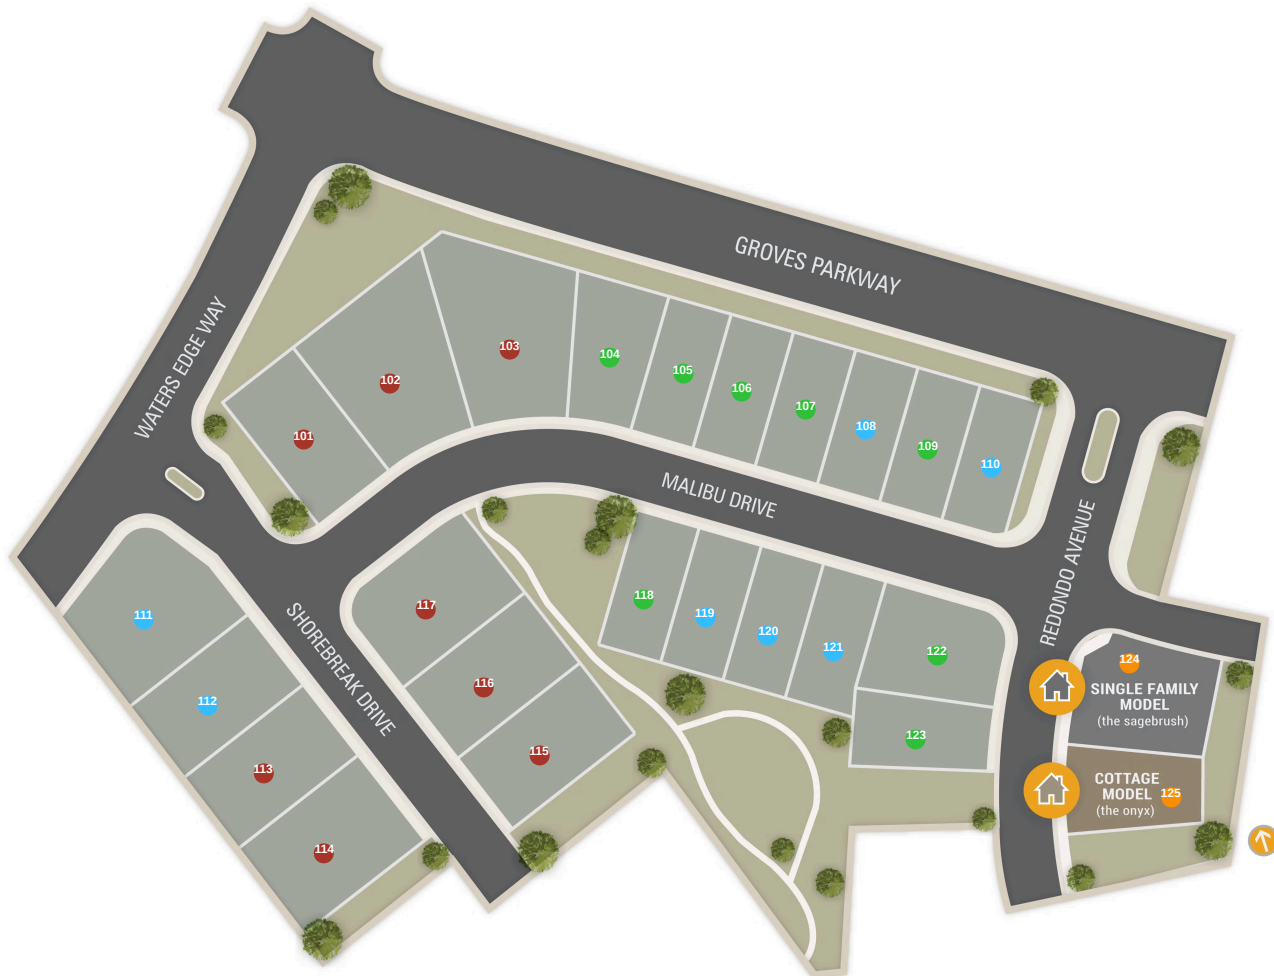 GROVES PARKWAY
WATERS EDGE WAY
103
104
102
105
106
107
108
101
109
110
MALIBU DRIVE
REDONDO AVENUE
118
117
111
119
120
SHOREBREAK DRIVE
121
122
124
116
SINGLE FAMILY
MODEL
(the sagebrush)
112
123
115
113
COTTAGE
MODEL
125
(the onyx)
114